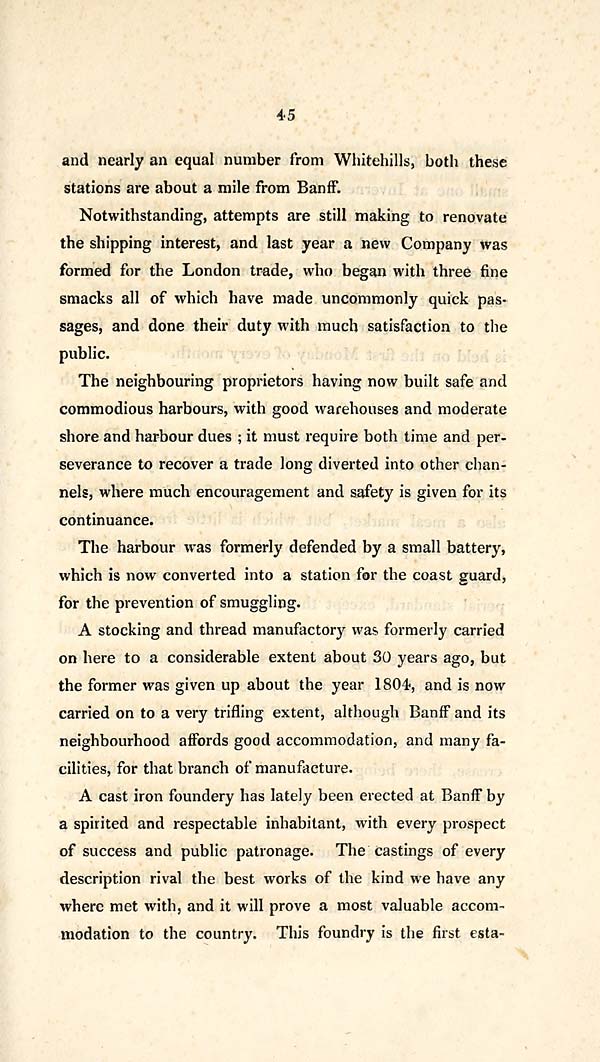 45
and nearly an equal number from Whitehills, both these
stations are about a mile from Banff.
Notwithstanding, attempts are still making to renovate
the shipping interest, and last year a new Company was
formed for the London trade, who began with three fine
smacks all of which have made uncommonly quick pas-
sages, and done their duty with much satisfaction to the
public.
The neighbouring proprietors having now built safe and
commodious harbours, with good warehouses and moderate
shore and harbour dues ; it must require both time and per-
severance to recover a trade long diverted into other chan-
nels, where much encouragement and safety is given for its
continuance.
The harbour was formerly defended by a small battery,
which is now converted into a station for the coast guard,
for the prevention of smuggling.
A stocking and thread manufactory was formerly carried
on here to a considerable extent about 30 years ago, but
the former was given up about the year 1804, and is now
carried on to a very trifling extent, although Banff and its
neighbourhood affords good accommodation, and many fa-
cilities, for that branch of manufacture.
A cast iron foundery has lately been erected at Banff by
a spirited and respectable inhabitant, with every prospect
of success and public patronage. The castings of every
description rival the best works of the kind we have any
where met with, and it will prove a most valuable accom-
modation to the country. This foundry is the first esta-